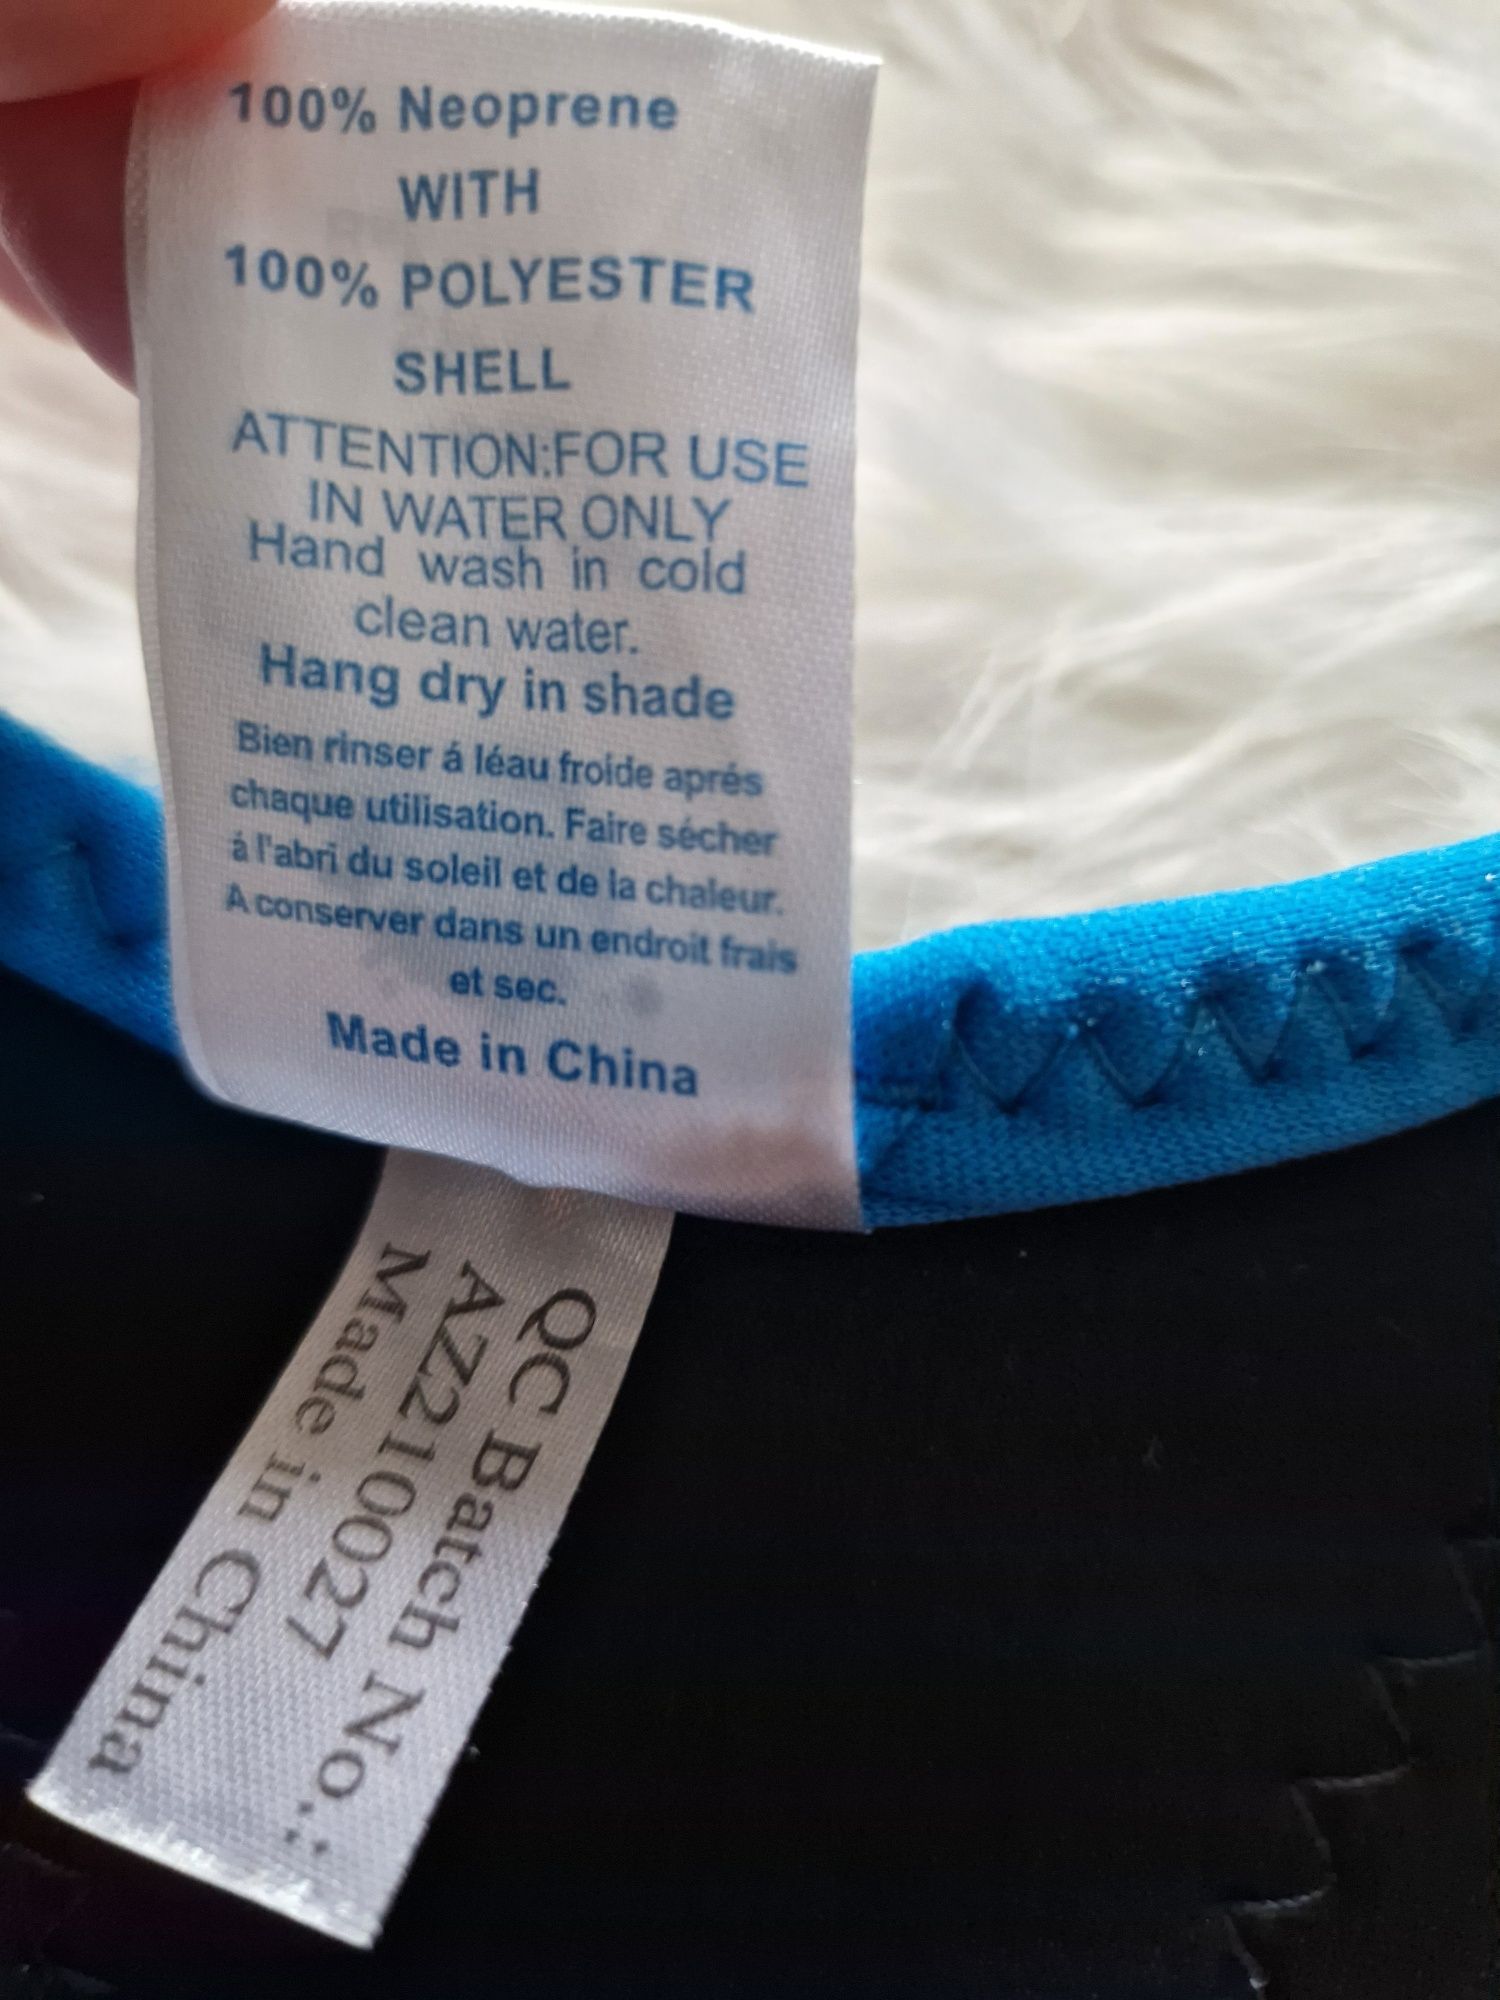 100% Neoprene
WITH
100% POLYESTER
SHELL
ATTENTION:FOR USE
IN WATER ONLY
Hand wash in cold
clean water.
Hang dry in shade
Bien rinser á léau froide aprés
chaque utilisation. Faire sécher
á l'abri du soleil et de la chaleur.
A conserver dans un endroit frais
et sec.
Made in China
QC Batch No.:
AZ210027
Made in China